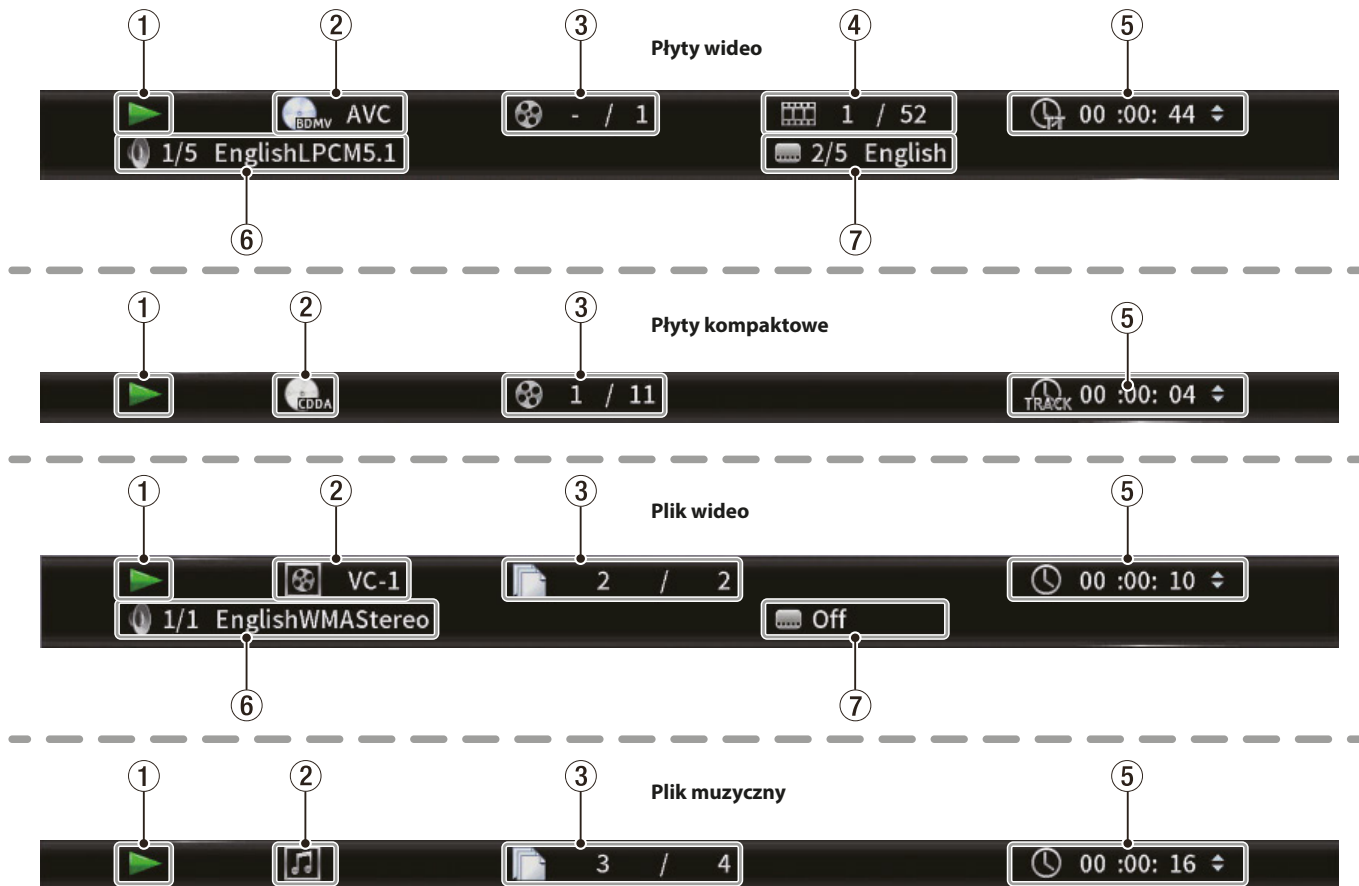 ① ② ③ ④ ⑤
Płyty wideo
BDMV AVC - / 1 1 / 52 TT 00 :00: 44
1/5 EnglishLPCM5.1 2/5 English
⑥ ⑦
① ② ③ ⑤
Płyty kompaktowe
CDDA 1 / 11 TRACK 00 :00: 04
① ② ③ ⑤
Plik wideo
VC-1 2 / 2 00 :00: 10
1/1 EnglishWMAStereo Off
⑥ ⑦
① ② ③ ⑤
Plik muzyczny
3 / 4 00 :00: 16